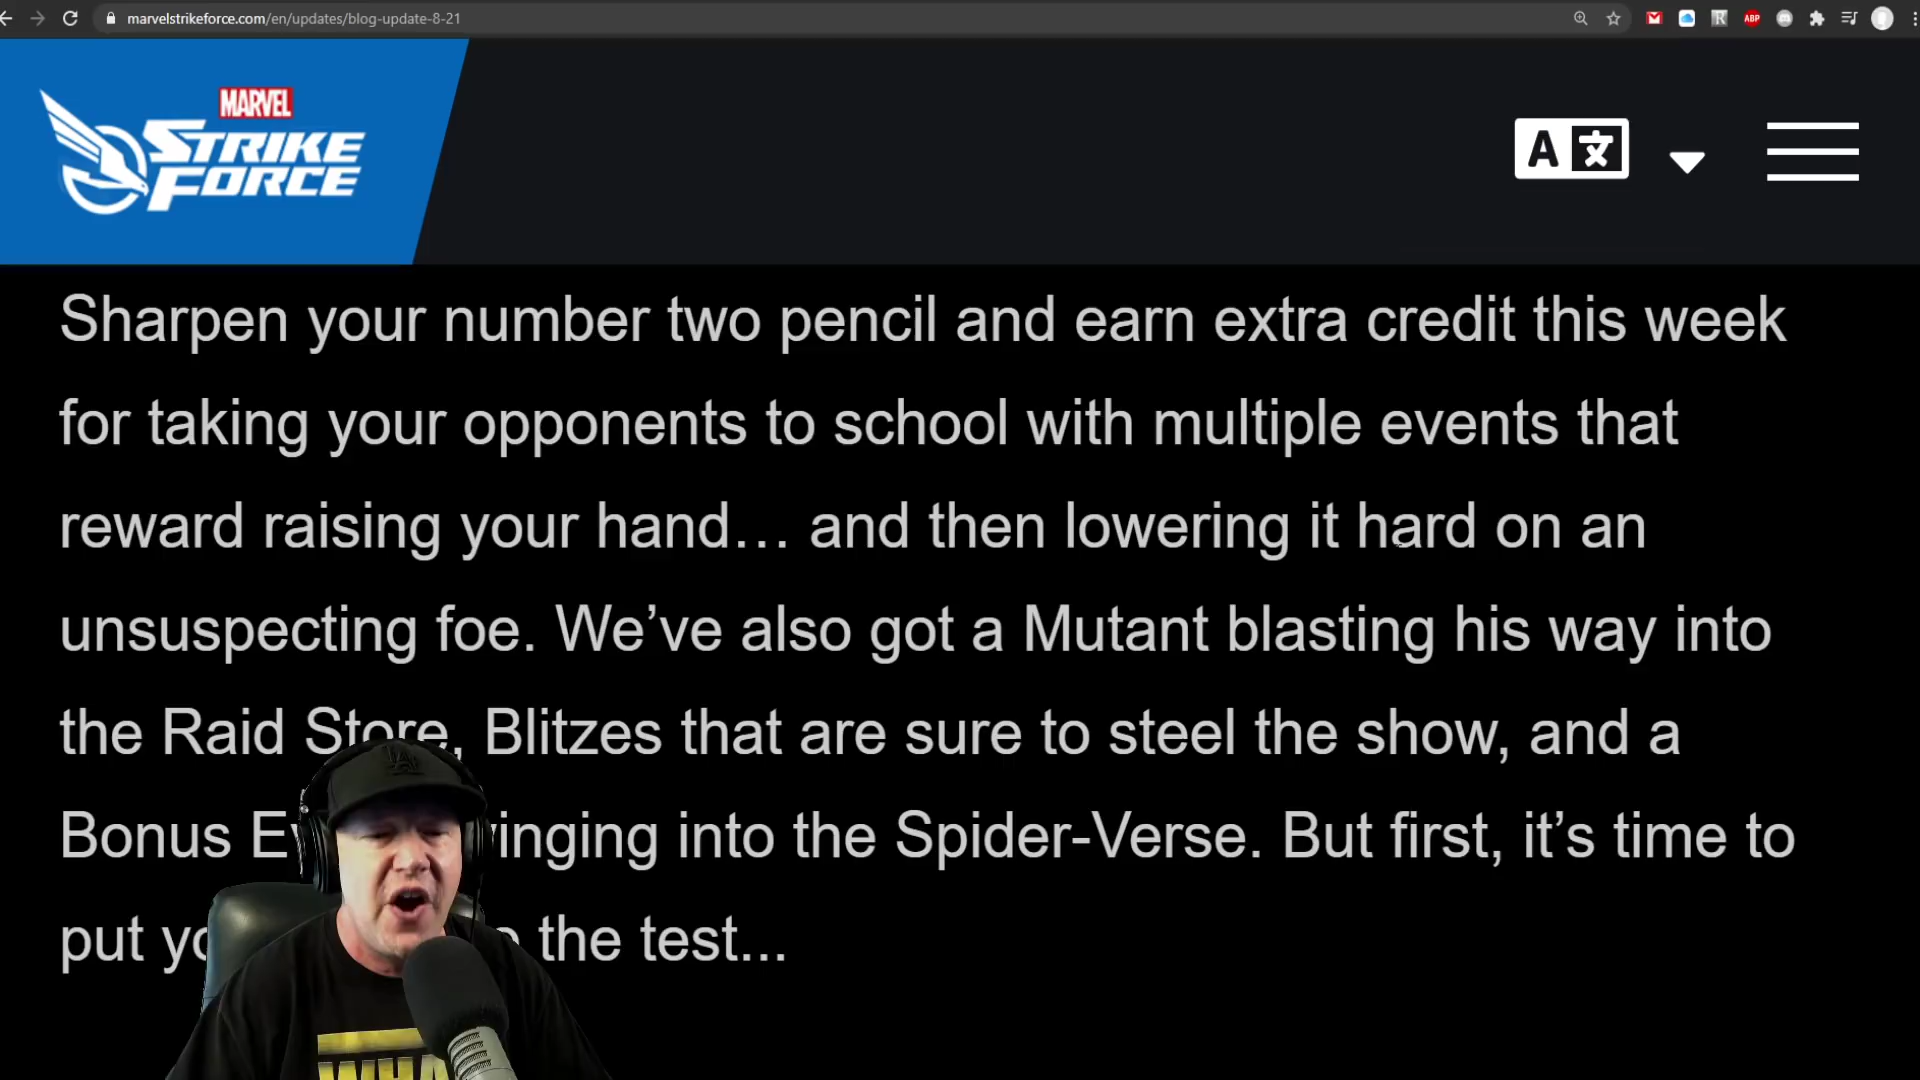 marvelstrikeforce.com/en/updates/blog-update-8-21
MARVEL
STRIKE
FORCE
A 文
Sharpen your number two pencil and earn extra credit this week
for taking your opponents to school with multiple events that
reward raising your hand… and then lowering it hard on an
unsuspecting foe. We’ve also got a Mutant blasting his way into
the Raid Store, Blitzes that are sure to steel the show, and a
Bonus into the Spider-Verse. But first, it’s time to
put the test...
ABP
LA